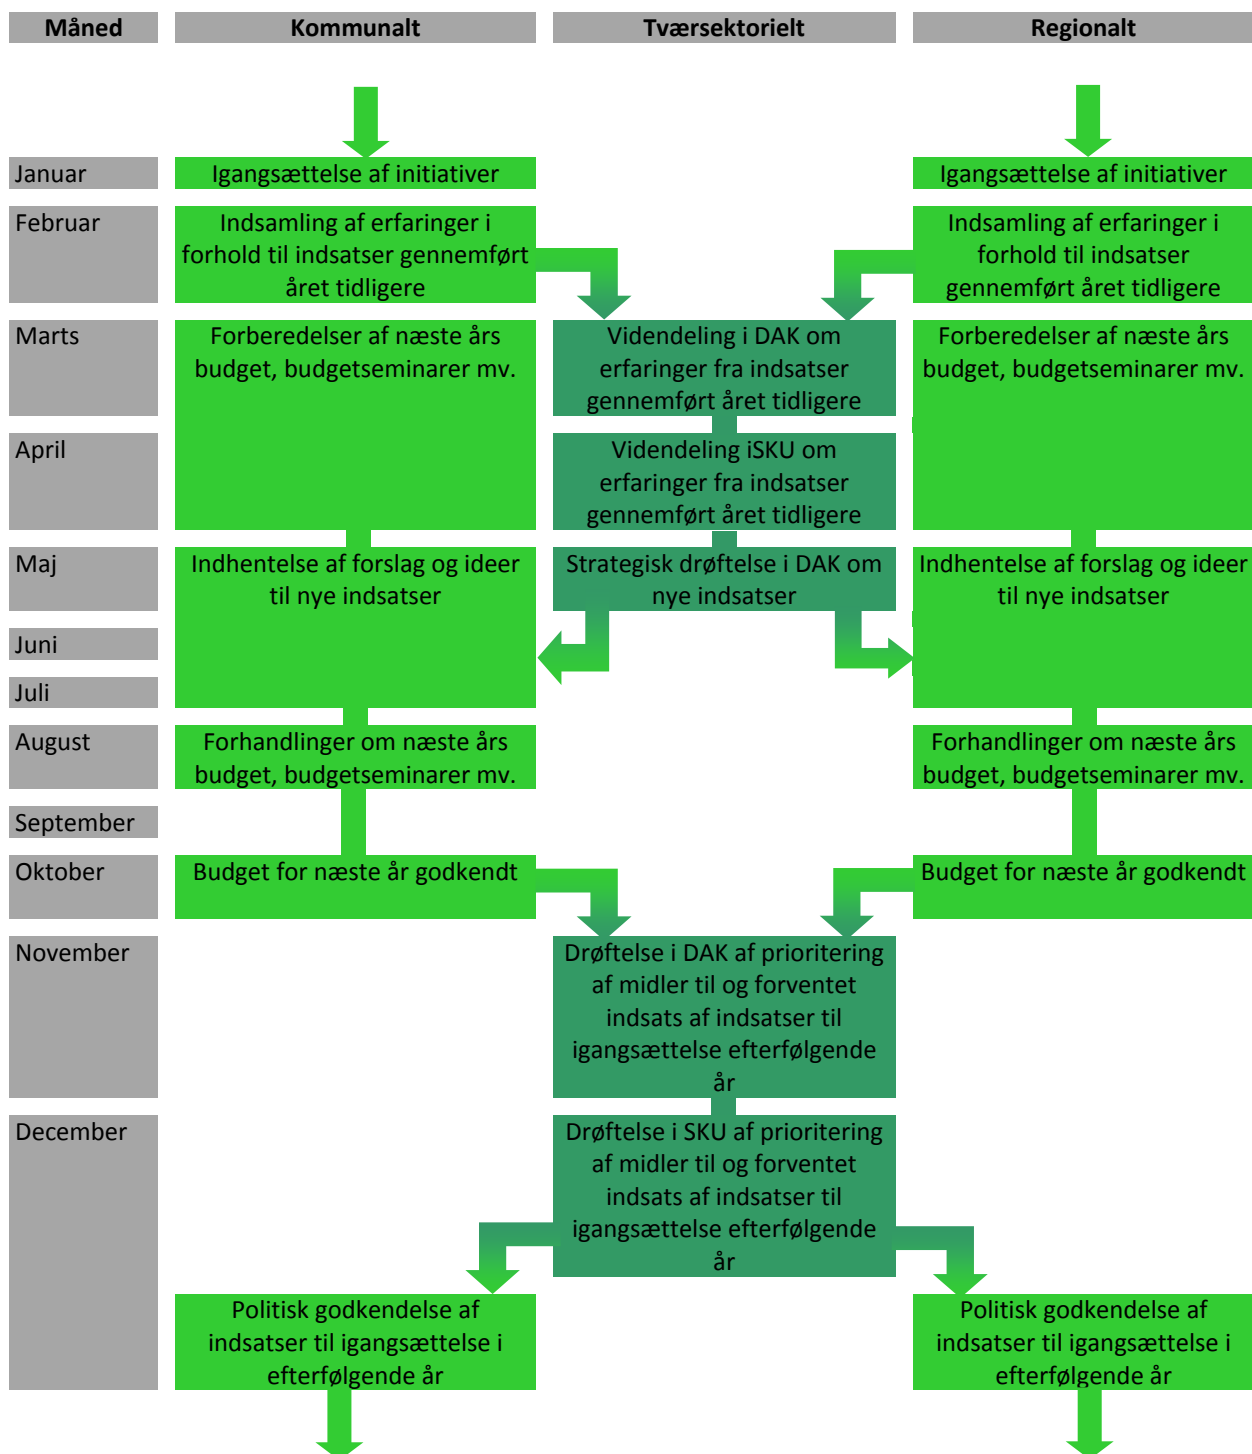 Måned
Kommunalt
Tværsektorielt
Regionalt
Januar
Igangsættelse af initiativer
Igangsættelse af initiativer
Februar
Indsamling af erfaringer i
forhold til indsatser gennemført
året tidligere
Indsamling af erfaringer i
forhold til indsatser
gennemført året tidligere
Marts
Forberedelser af næste års
budget, budgetseminarer mv.
Videndeling i DAK om
erfaringer fra indsatser
gennemført året tidligere
Forberedelser af næste års
budget, budgetseminarer mv.
April
Videndeling iSKU om
erfaringer fra indsatser
gennemført året tidligere
Maj
Indhentelse af forslag og ideer
til nye indsatser
Strategisk drøftelse i DAK om
nye indsatser
Indhentelse af forslag og ideer
til nye indsatser
Juni
Juli
August
Forhandlinger om næste års
budget, budgetseminarer mv.
Forhandlinger om næste års
budget, budgetseminarer mv.
September
Oktober
Budget for næste år godkendt
Budget for næste år godkendt
November
Drøftelse i DAK af prioritering
af midler til og forventet
indsats af indsatser til
igangsættelse efterfølgende
år
December
Drøftelse i SKU af prioritering
af midler til og forventet
indsats af indsatser til
igangsættelse efterfølgende
år
Politisk godkendelse af
indsatser til igangsættelse i
efterfølgende år
Politisk godkendelse af
indsatser til igangsættelse i
efterfølgende år